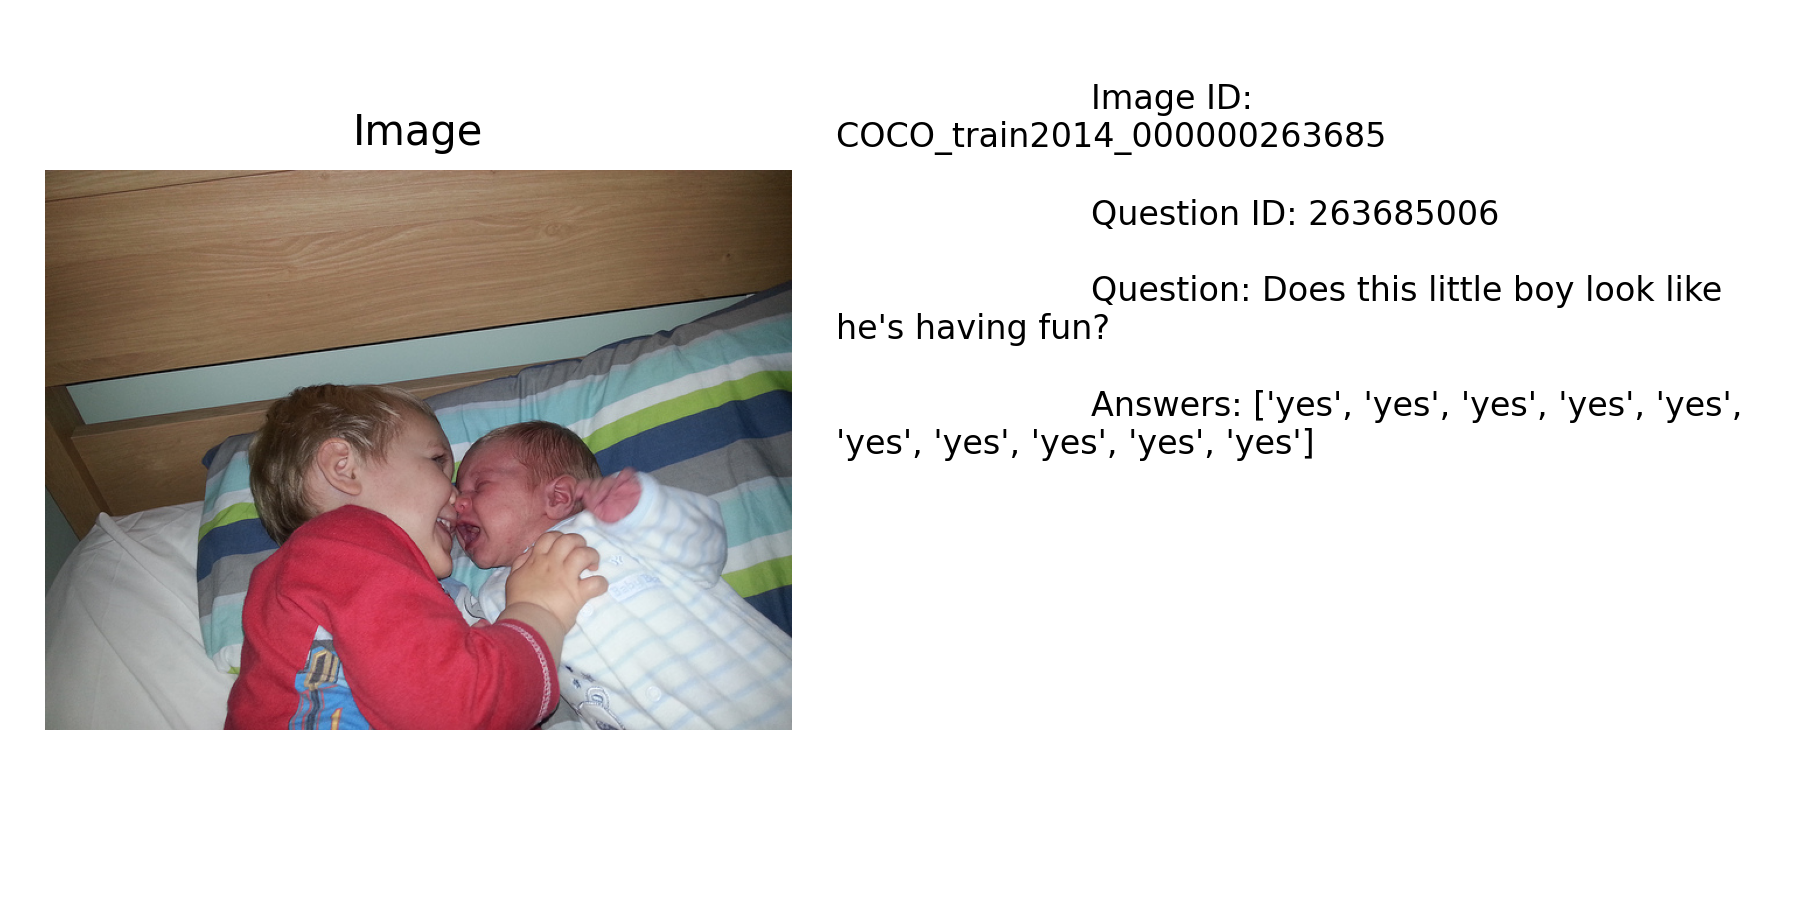 Image
Image ID:
COCO_train2014_000000263685
Question ID: 263685006
Question: Does this little boy look like
he's having fun?
Answers: ['yes', 'yes', 'yes', 'yes', 'yes',
'yes', 'yes', 'yes', 'yes', 'yes']